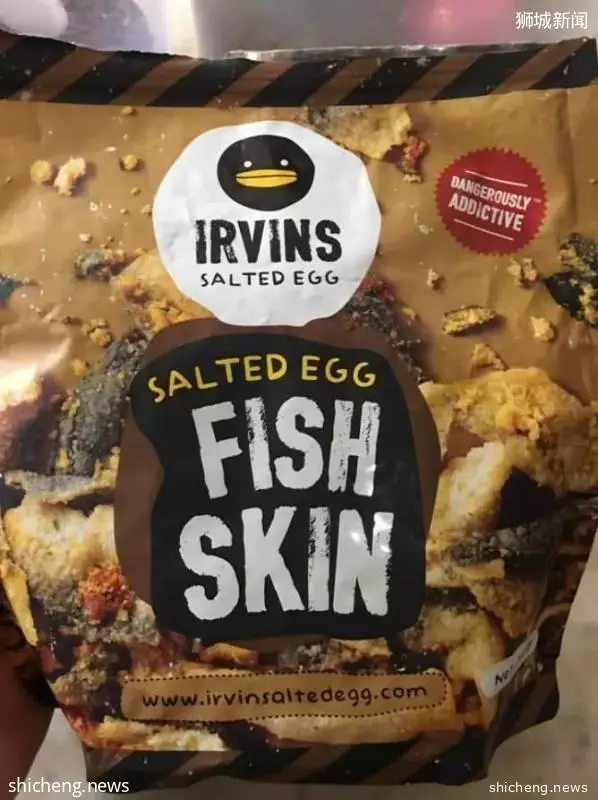 狮城新闻
IRVINS
SALTED EGG
DANGEROUSLY
ADDICTIVE
SALTED EGG
FISH
SKIN
www.irvinsaltedegg.com
shicheng.news
shicheng.news